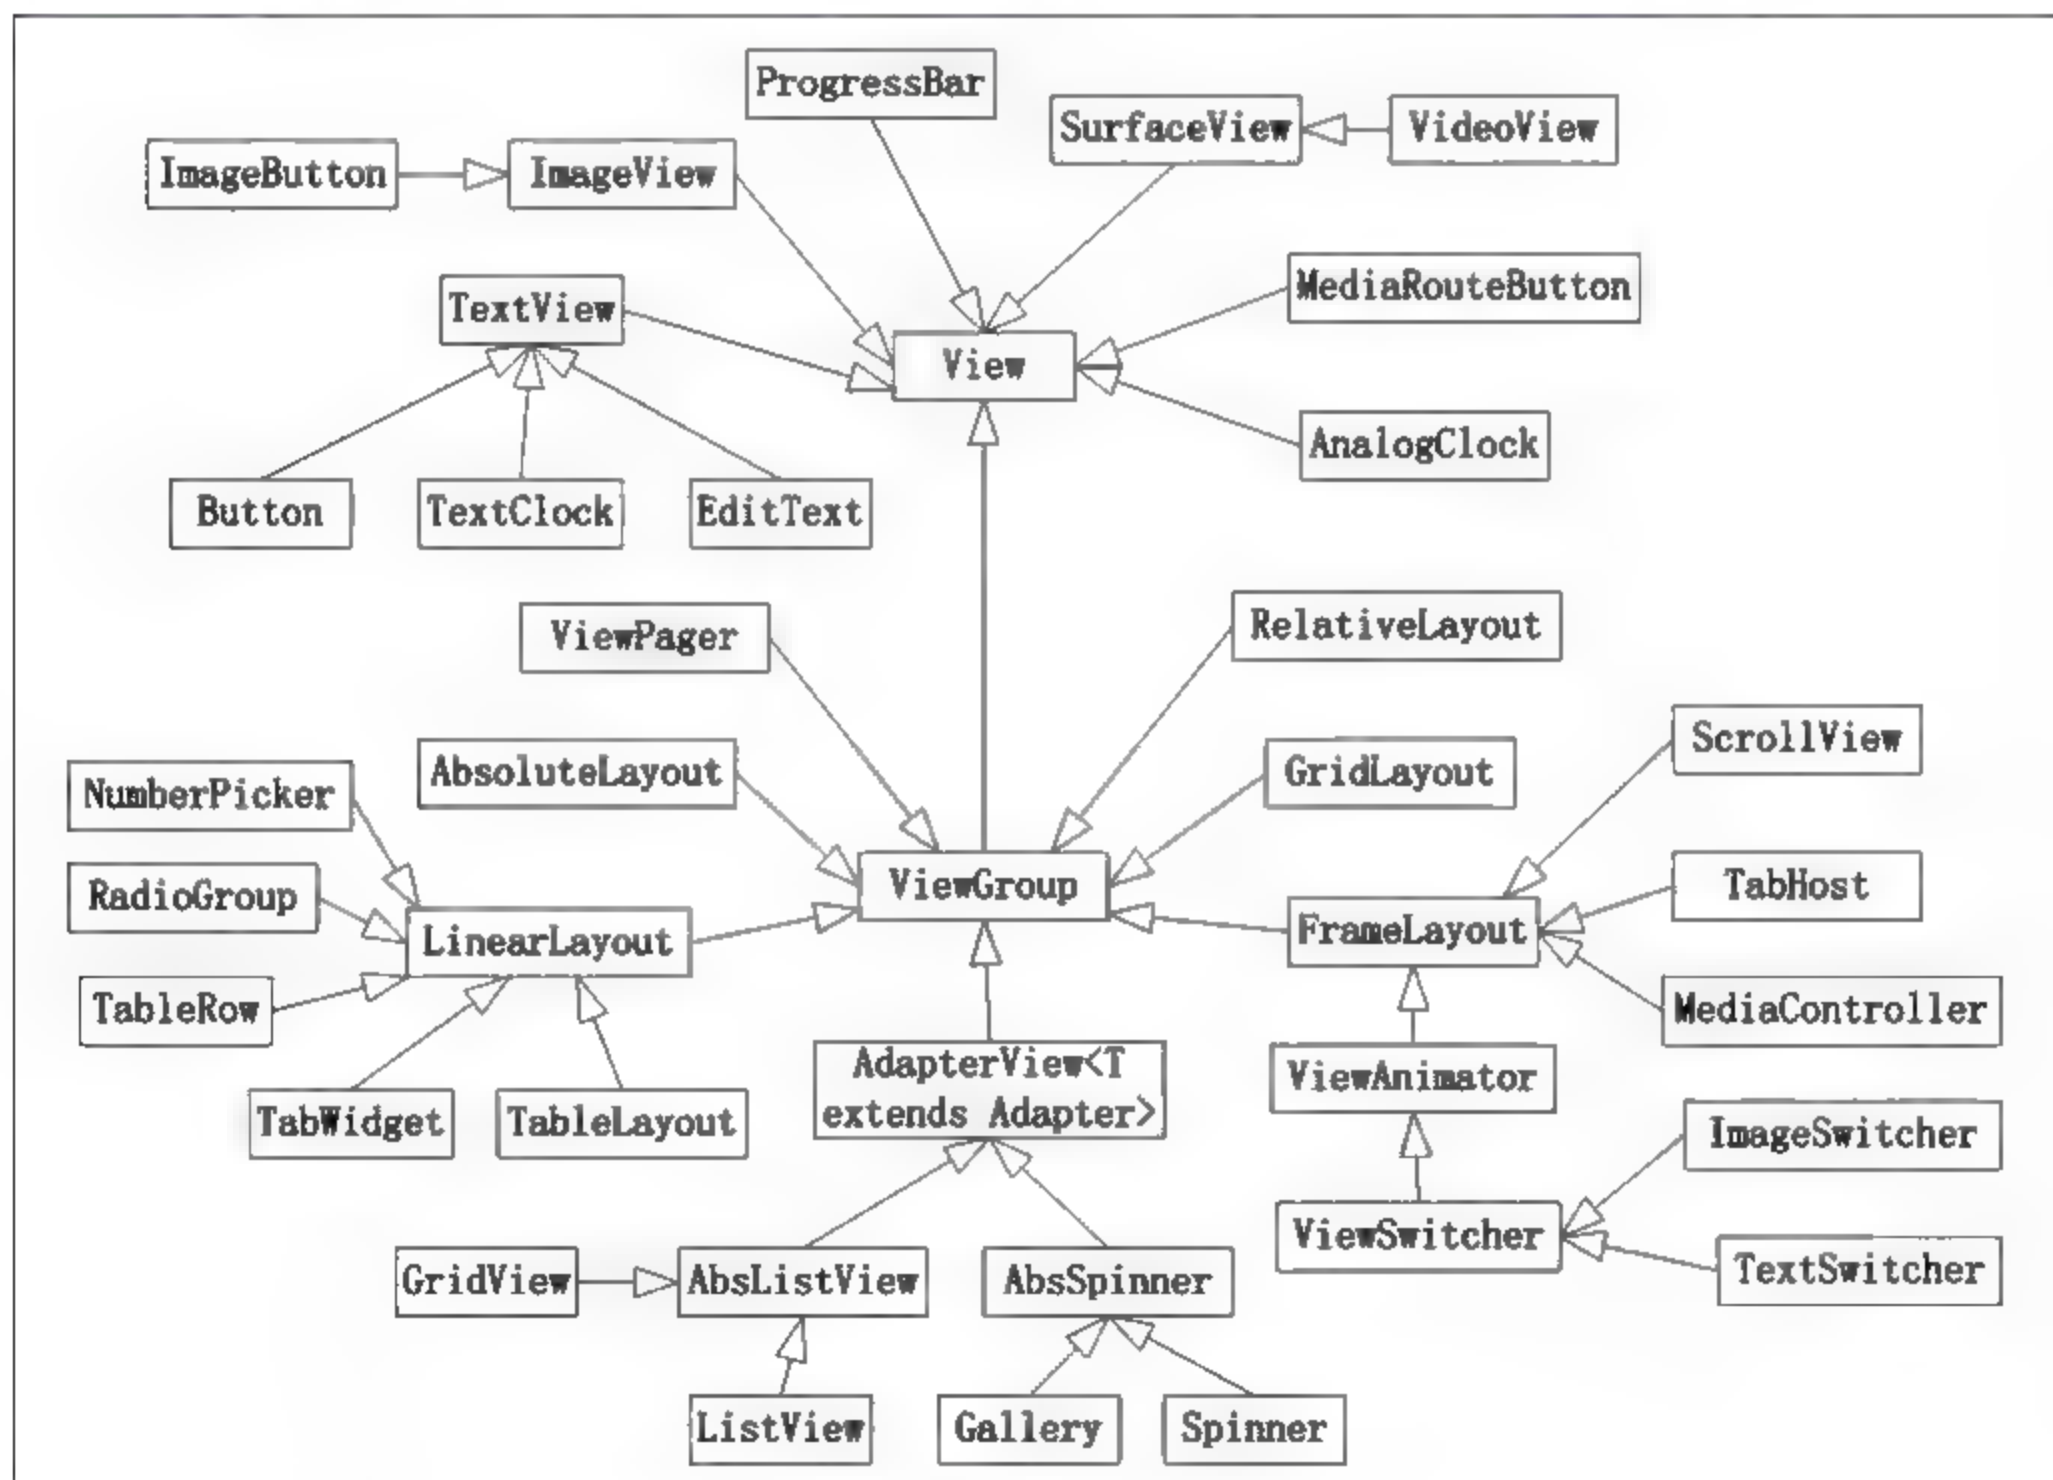 ProgressBar
SurfaceView
VideoView
ImageButton
ImageView
MediaRouteButton
TextView
View
AnalogClock
Button
TextClock
EditText
ViewPager
RelativeLayout
ScrollView
AbsoluteLayout
GridLayout
NumberPicker
RadioGroup
ViewGroup
TabHost
LinearLayout
FrameLayout
TableRow
MediaController
AdapterView<T
extends Adapter>
ViewAnimator
TabWidget
TableLayout
ImageSwitcher
ViewSwitcher
TextSwitcher
GridView
AbsListView
AbsSpinner
ListView
Gallery
Spinner